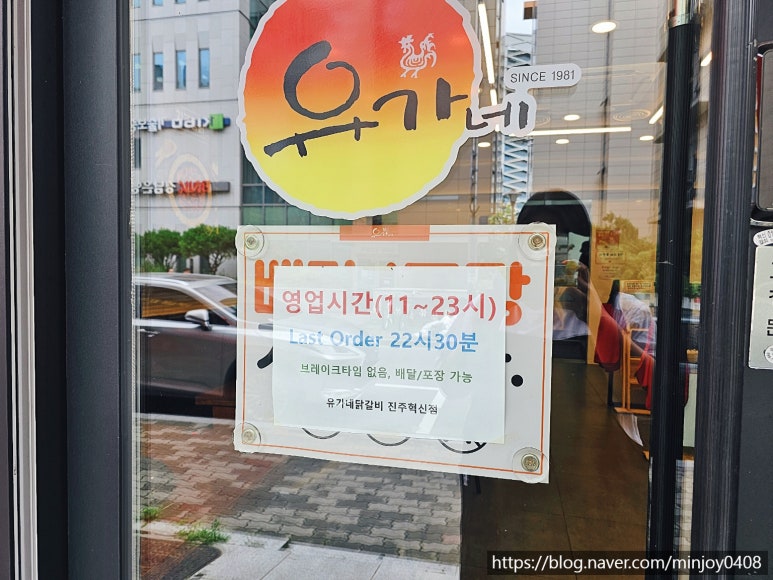 유가네
SINCE 1981
영업시간(11~23시)
Last Order 22시30분
브레이크타임 없음, 배달/포장 가능
유가네닭갈비 진주혁신점
https://blog.naver.com/minjoy0408